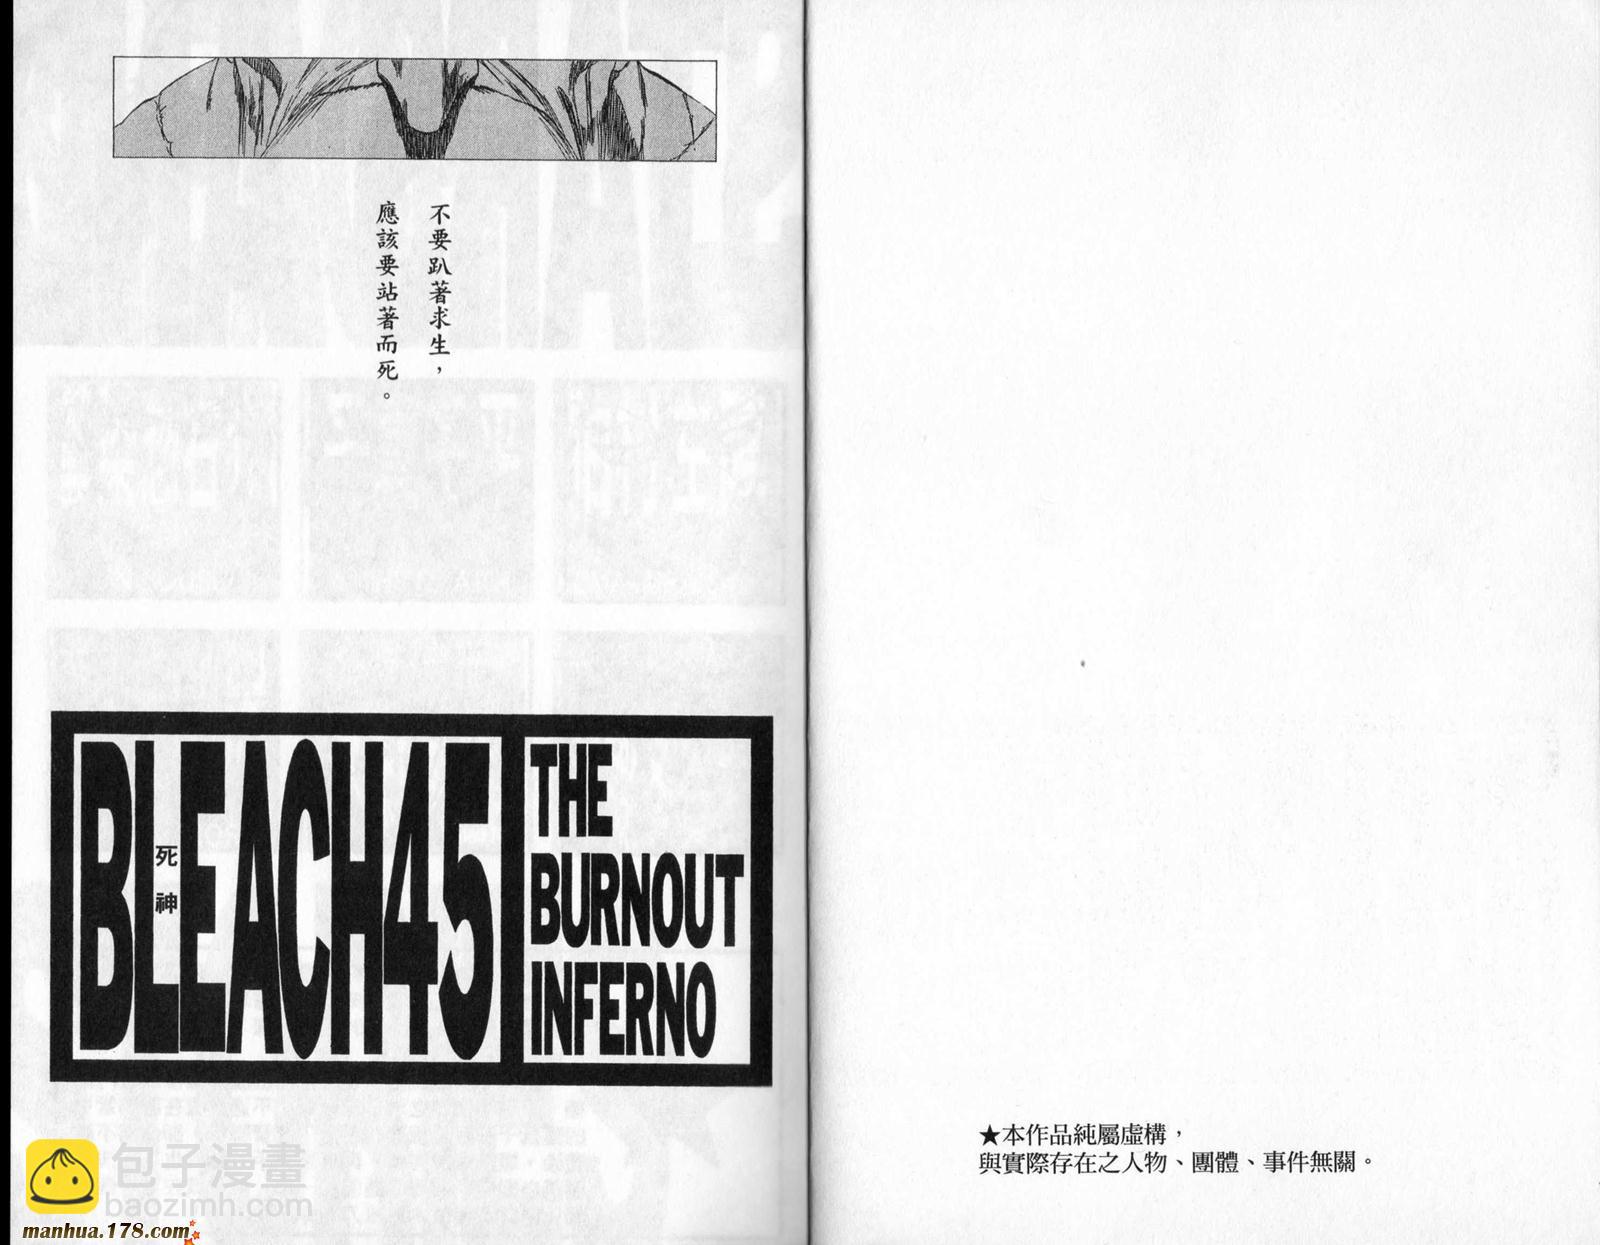 ★本作品純屬虛構，
與實際存在之人物、團體、事件無關。
不要趴著求生，
應該要站著而死。
BLEACH45
死神
THE
BURNOUT
INFERNO
包子漫畫
baozimh.com
manhua.178.com